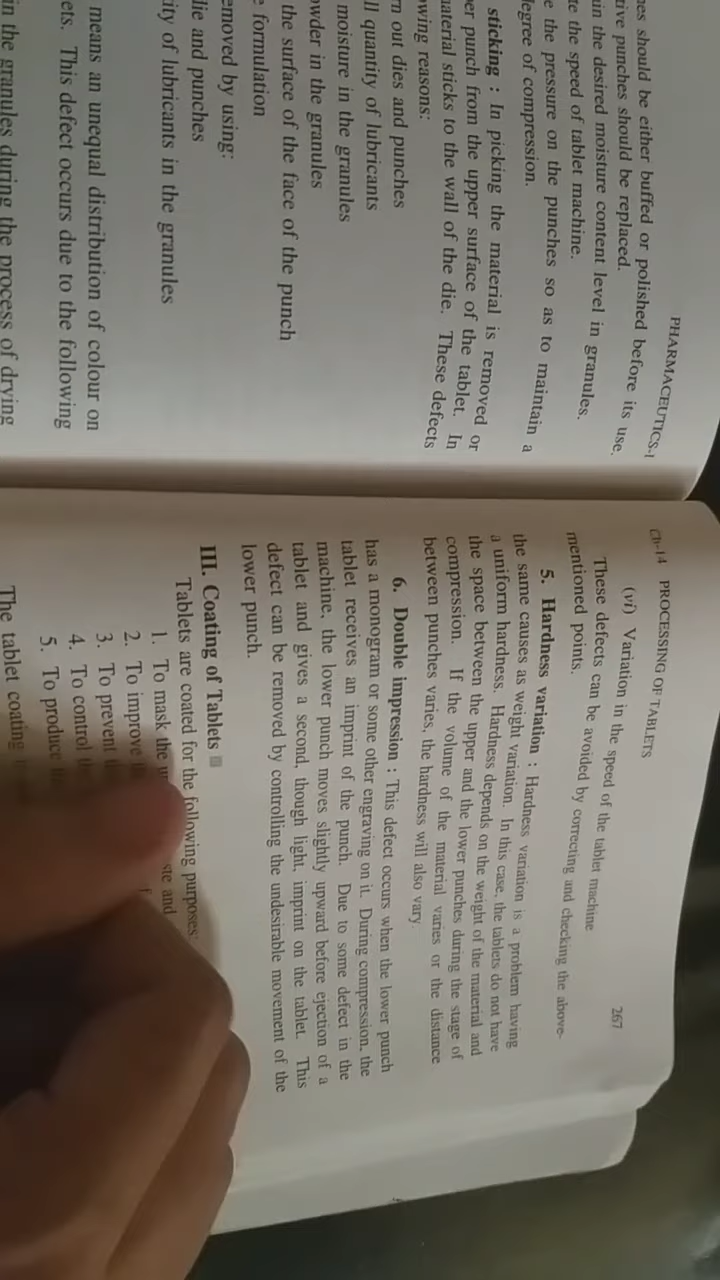 PHARMACEUTICS-I
es should be either buffed or polished before its use.
tive punches should be replaced.
in the desired moisture content level in granules.
te the speed of tablet machine.
e the pressure on the punches so as to maintain a
degree of compression.
sticking : In picking the material is removed or
er punch from the upper surface of the tablet. In
aterial sticks to the wall of the die. These defects
wing reasons:
rn out dies and punches
ll quantity of lubricants
moisture in the granules
owder in the granules
the surface of the face of the punch
e formulation
emoved by using:
die and punches
ity of lubricants in the granules
means an unequal distribution of colour on
ets. This defect occurs due to the following
in the granules during the process of drying
Ch-14 PROCESSING OF TABLETS 267
(vi) Variation in the speed of the tablet machine
These defects can be avoided by correcting and checking the above-
mentioned points.
5. Hardness variation : Hardness variation is a problem having
the same causes as weight variation. In this case, the tablets do not have
a uniform hardness. Hardness depends on the weight of the material and
the space between the upper and the lower punches during the stage of
compression. If the volume of the material varies or the distance
between punches varies, the hardness will also vary.
6. Double impression : This defect occurs when the lower punch
has a monogram or some other engraving on it. During compression, the
tablet receives an imprint of the punch. Due to some defect in the
machine, the lower punch moves slightly upward before ejection of a
tablet and gives a second, though light, imprint on the tablet. This
defect can be removed by controlling the undesirable movement of the
lower punch.
III. Coating of Tablets
Tablets are coated for the following purposes:
1. To mask the ste and
2. To improve
3. To prevent
4. To control
5. To produce
The tablet coating